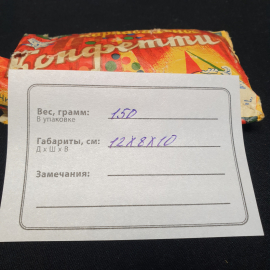 Конфетти
Вес, грамм: 150
В упаковке
Габариты, см: 12х8х10
Д х Ш х В
Замечания: